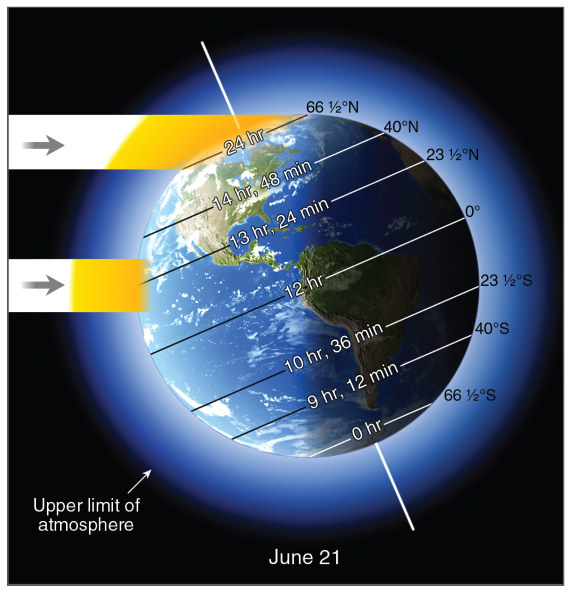 66 ½°N
40°N
24 hr
23 ½°N
14 hr, 48 min
13 hr, 24 min
0°
12 hr
23 ½°S
10 hr, 36 min
40°S
9 hr, 12 min
66 ½°S
0 hr
Upper limit of
atmosphere
June 21